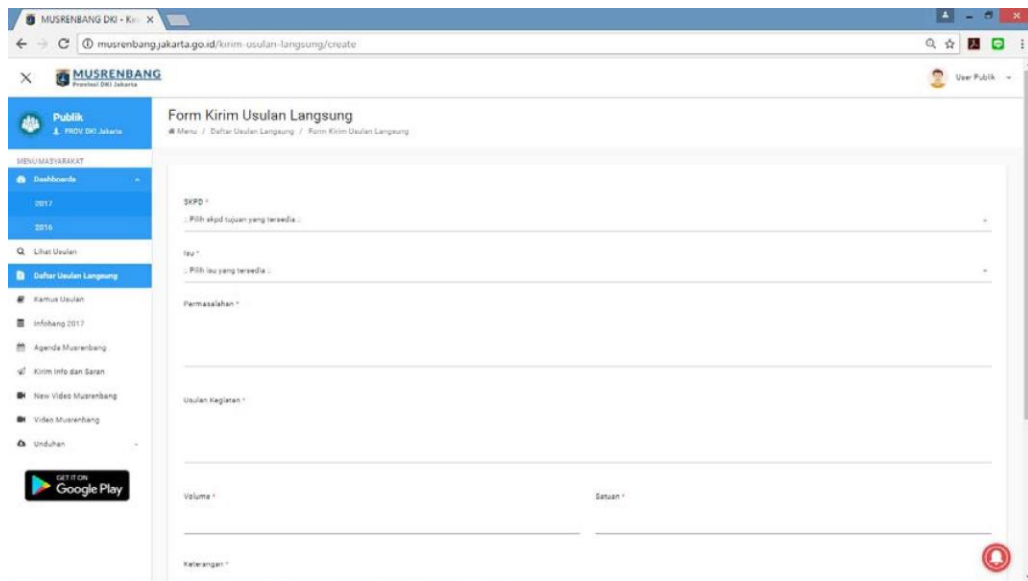 MUSRENBANG DKI - Kiri
musrenbang.jakarta.go.id/kirim-usulan-langsung/create
MUSRENBANG
Provinsi DKI Jakarta
User Publik
Publik
PROV. DKI Jakarta
Form Kirim Usulan Langsung
Menu / Daftar Usulan Langsung / Form Kirim Usulan Langsung
MENU MASYARAKAT
Dashboards
2017
2016
Lihat Usulan
Daftar Usulan Langsung
Kamus Usulan
Infobang 2017
Agenda Musrenbang
Kirim Info dan Saran
New Video Musrenbang
Video Musrenbang
Unduhan
GET IT ON
Google Play
SKPD *
:: Pilih skpd tujuan yang tersedia ::
Isu *
:: Pilih isu yang tersedia ::
Permasalahan *
Usulan Kegiatan *
Volume *
Satuan *
Keterangan *